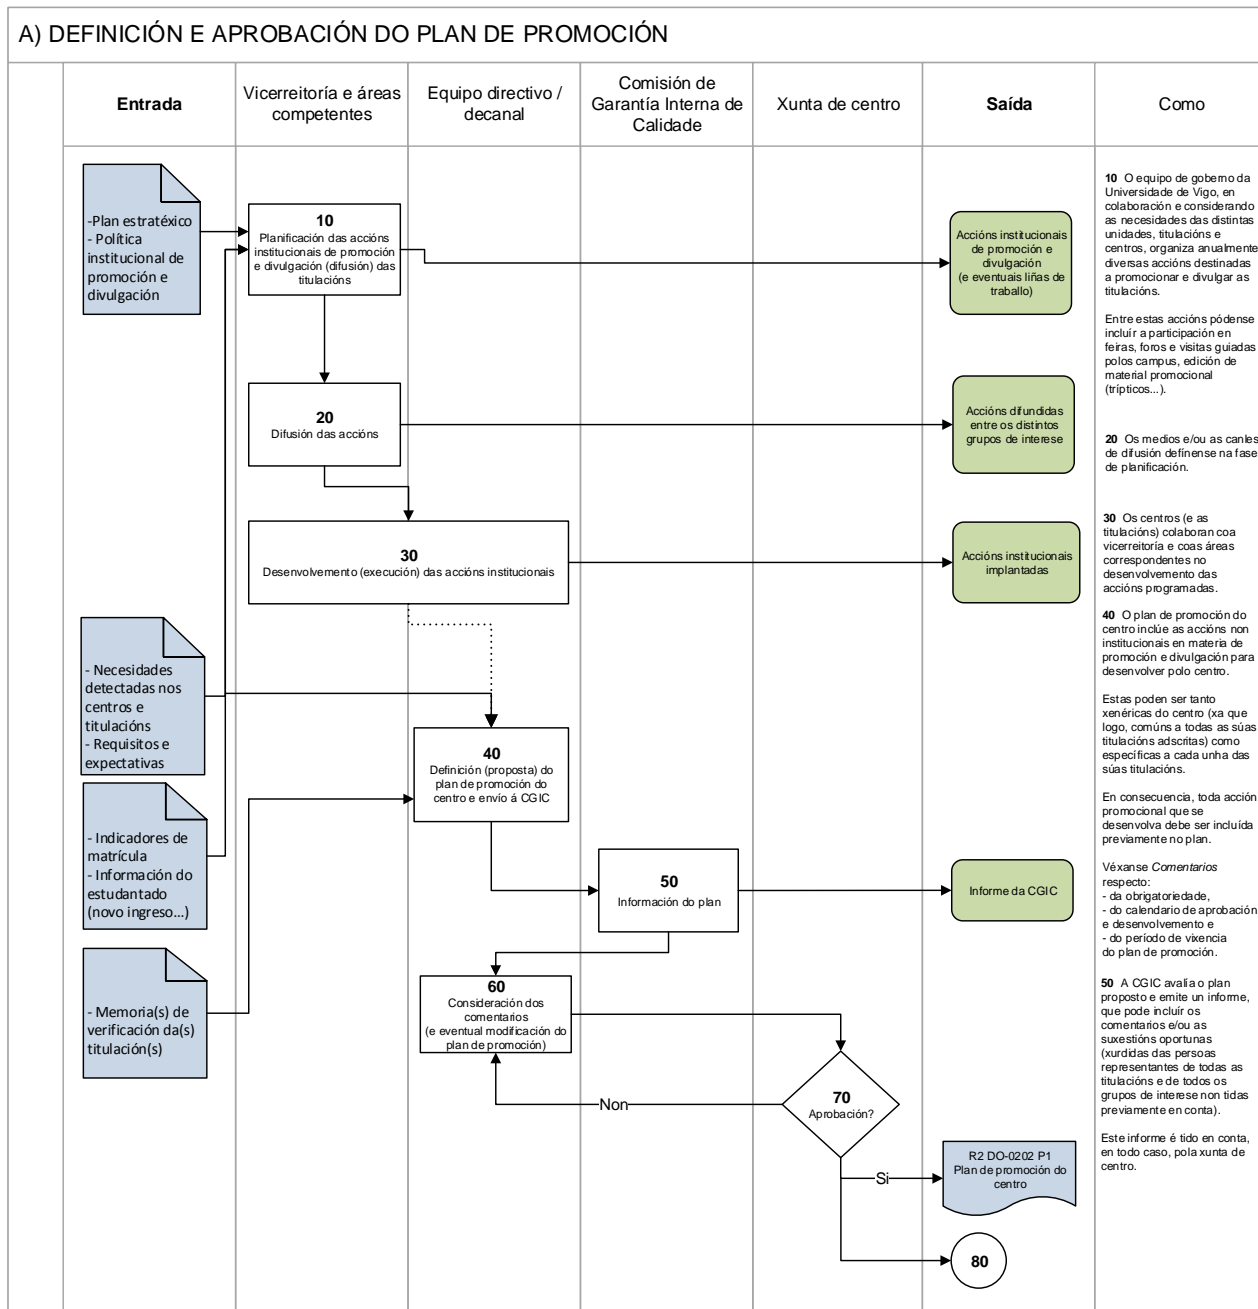 A) DEFINICIÓN E APROBACIÓN DO PLAN DE PROMOCIÓN
Entrada
Vicerreitoría e áreas
competentes
Equipo directivo /
decanal
Comisión de
Garantía Interna de
Calidade
Xunta de centro
Saída
Como
-Plan estratéxico
- Política
institucional de
promoción e
divulgación
10
Planificación das accións
institucionais de promoción
e divulgación (difusión) das
titulacións
Accións institucionais
de promoción e
divulgación
(e eventuais liñas de
traballo)
20
Difusión das accións
Accións difundidas
entre os distintos
grupos de interese
30
Desenvolvemento (execución) das accións institucionais
Accións institucionais
implantadas
- Necesidades
detectadas nos
centros e
titulacións
- Requisitos e
expectativas
40
Definición (proposta) do
plan de promoción do
centro e envío á CGIC
- Indicadores de
matrícula
- Información do
estudantado
(novo ingreso...)
50
Información do plan
Informe da CGIC
- Memoria(s) de
verificación da(s)
titulación(s)
60
Consideración dos
comentarios
(e eventual modificación do
plan de promoción)
70
Aprobación?
Non
Si
R2 DO-0202 P1
Plan de promoción do
centro
80
10 O equipo de goberno da
Universidade de Vigo, en
colaboración e considerando
as necesidades das distintas
unidades, titulacións e
centros, organiza anualmente
diversas accións destinadas
a promocionar e divulgar as
titulacións.
Entre estas accións pódense
incluír a participación en
feiras, foros e visitas guiadas
polos campus, edición de
material promocional
(trípticos...).
20 Os medios e/ou as canles
de difusión defínense na fase
de planificación.
30 Os centros (e as
titulacións) colaboran coa
vicerreitoría e coas áreas
correspondentes no
desenvolvemento das
accións programadas.
40 O plan de promoción do
centro inclúe as accións non
institucionais en materia de
promoción e divulgación para
desenvolver polo centro.
Estas poden ser tanto
xenéricas do centro (xa que
logo, comúns a todas as súas
titulacións adscritas) como
específicas a cada unha das
súas titulacións.
En consecuencia, toda acción
promocional que se
desenvolva debe ser incluída
previamente no plan.
Véxanse Comentarios
respecto:
- da obrigatoriedade,
- do calendario de aprobación
e desenvolvemento e
- do período de vixencia
do plan de promoción.
50 A CGIC avalía o plan
proposto e emite un informe,
que pode incluír os
comentarios e/ou as
suxestións oportunas
(xurdidas das persoas
representantes de todas as
titulacións e de todos os
grupos de interese non tidas
previamente en conta).
Este informe é tido en conta,
en todo caso, pola xunta de
centro.